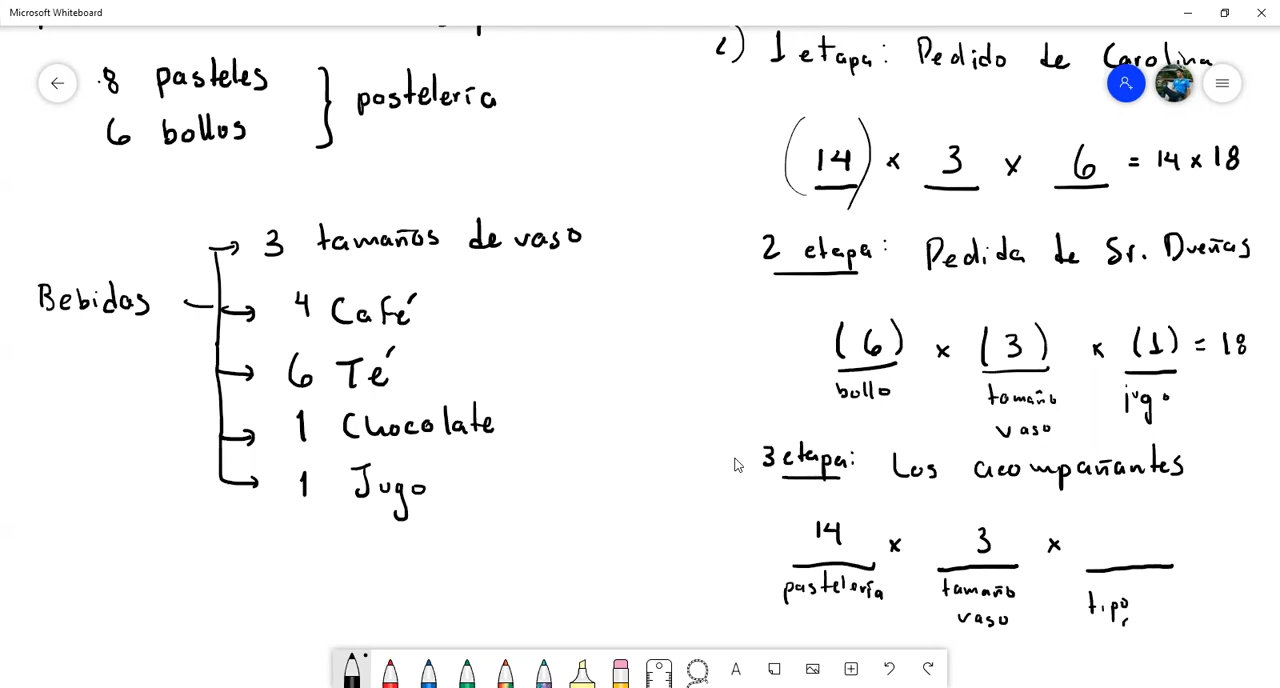 Microsoft Whiteboard
8 pasteles
6 bollos
pastelería
Bebidas
3 tamaños de vaso
4 Café
6 Té
1 Chocolate
1 Jugo
c) 1 etapa: Pedido de Carolina
(14) x 3 x 6 = 14 x 18
2 etapa: Pedida de Sr. Dueñas
(6) x (3) x (1) = 18
bollo tamaño vaso jugo
3 etapa: Los acompañantes
14 x 3 x
pastelería tamaño vaso tipo
A